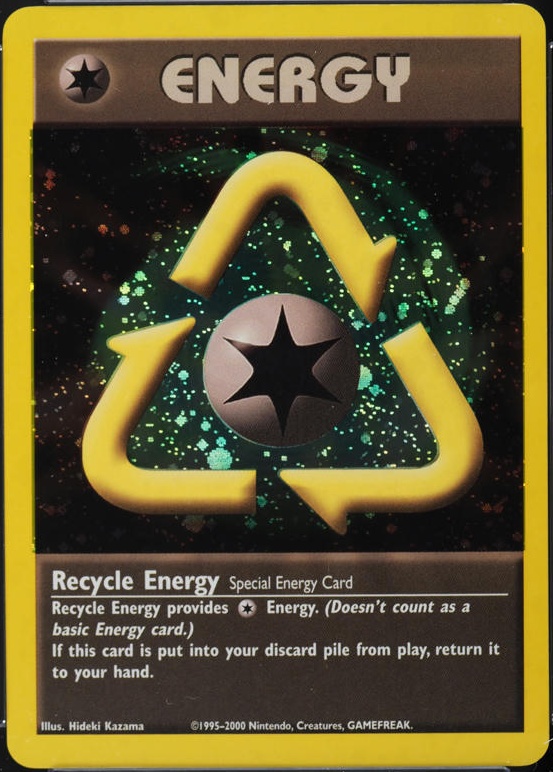 ENERGY
Recycle Energy Special Energy Card
Recycle Energy provides Energy. (Doesn't count as a
basic Energy card.)
If this card is put into your discard pile from play, return it
to your hand.
Illus. Hideki Kazama ©1995-2000 Nintendo, Creatures, GAMEFREAK.